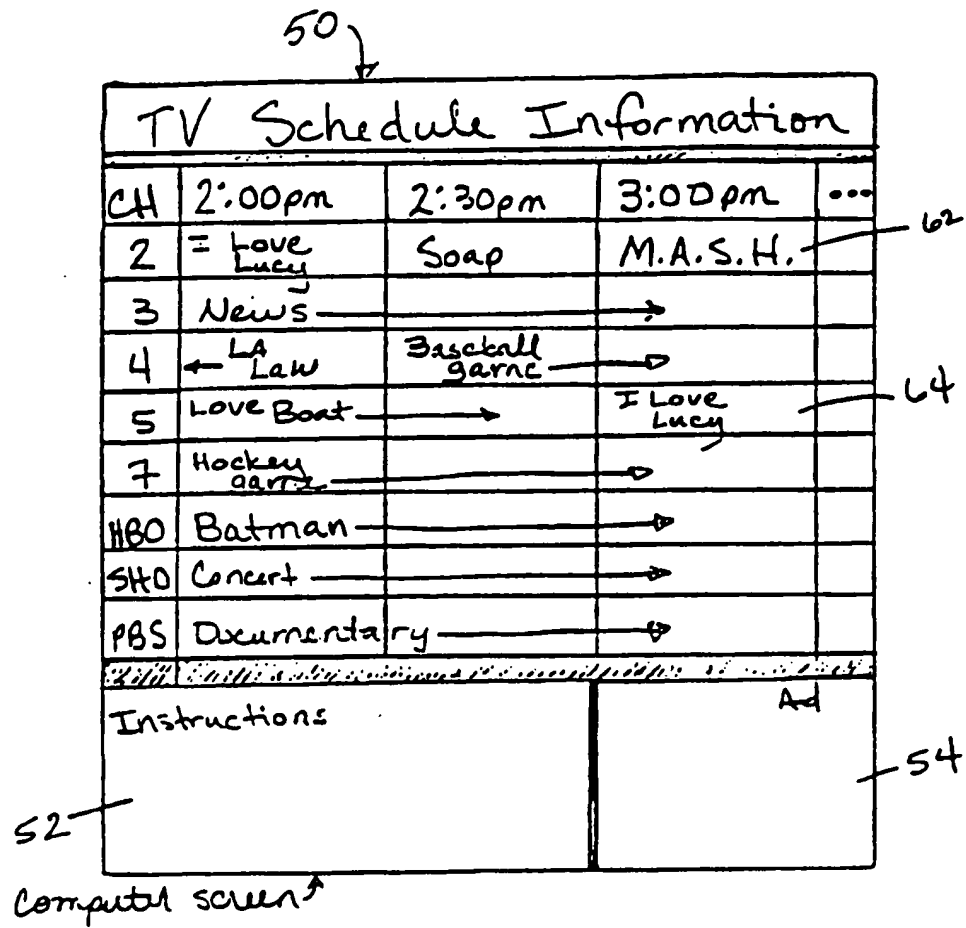 50
TV Schedule Information
CH 2:00pm 2:30pm 3:00pm ...
2 I Love Lucy Soap M.A.S.H. 62
3 News
4 LA Law Baseball game
5 Love Boat I Love Lucy 64
7 Hockey game
HBO Batman
SHO Concert
PBS Documentary
Instructions Ad
54
52
Computer screen